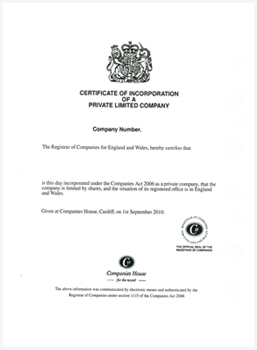 CERTIFICATE OF INCORPORATION
OF A
PRIVATE LIMITED COMPANY
Company Number.
The Registrar of Companies for England and Wales, hereby certifies that
is this day incorporated under the Companies Act 2006 as a private company, that the
company is limited by shares, and the situation of its registered office is in England
and Wales.
Given at Companies House, Cardiff, on 1st September 2010.
THE OFFICIAL SEAL OF THE
REGISTRAR OF COMPANIES
Companies House
for the record
The above information was communicated by electronic means and authenticated by the
Registrar of Companies under section 1115 of the Companies Act 2006